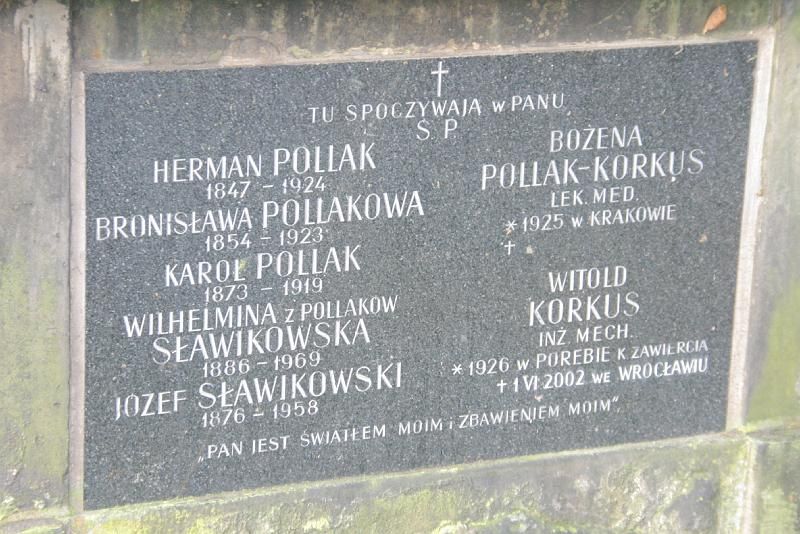 TU SPOCZYWAJĄ w PANU
Ś. P
HERMAN POLLAK
1847 – 1924
BRONISŁAWA POLLAKOWA
1854 – 1923
KAROL POLLAK
1873 – 1919
WILHELMINA z POLLAKÓW
SŁAWIKOWSKA
1886 – 1969
JÓZEF SŁAWIKOWSKI
1876 – 1958
BOŻENA
POLLAK-KORKUS
LEK. MED.
* 1925 w KRAKOWIE
✝
WITOLD
KORKUS
INŻ. MECH.
* 1926 w PORĘBIE K. ZAWIERCIA
✝ 1 VI 2002 WE WROCŁAWIU
„PAN JEST ŚWIATŁEM MOIM i ZBAWIENIEM MOIM”